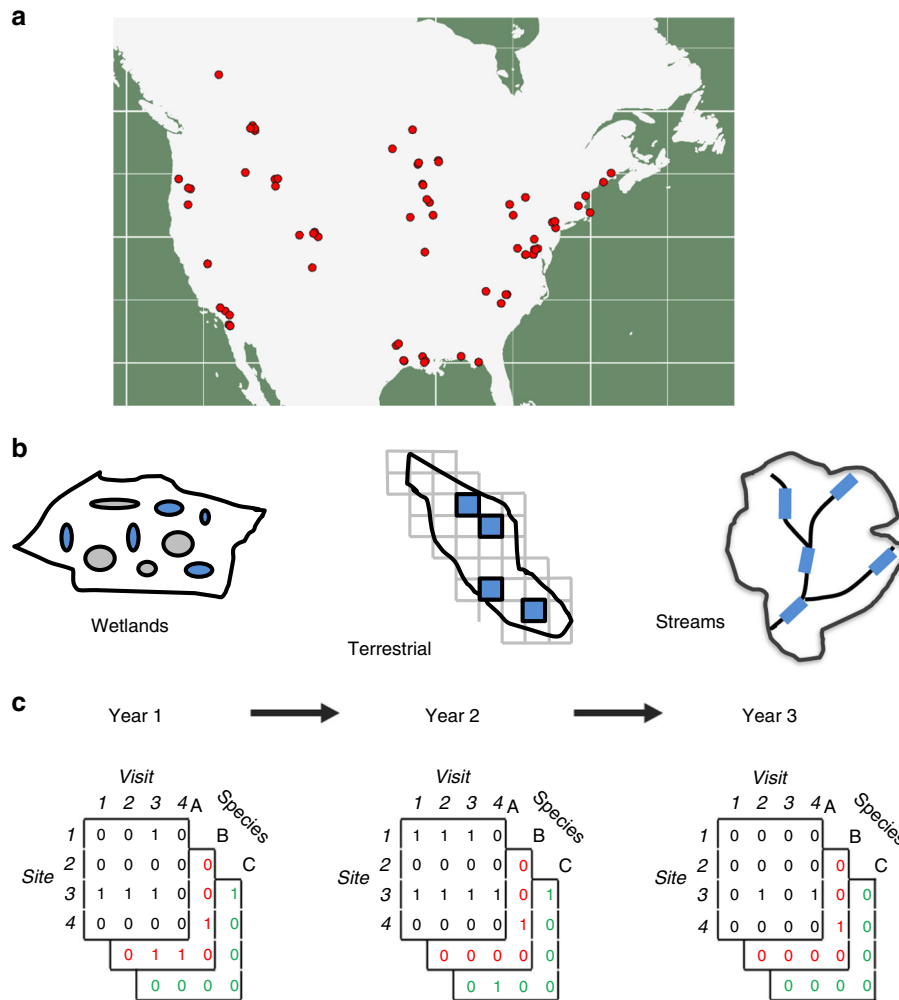 a
b
Wetlands
Terrestrial
Streams
c
Year 1 Year 2 Year 3
Visit Visit Visit
Species Species Species
1 2 3 4 A 1 2 3 4 A 1 2 3 4 A
1 0 0 1 0 B 1 1 1 1 0 B 1 0 0 0 0 B
2 0 0 0 0 0 C 2 0 0 0 0 0 C 2 0 0 0 0 0 C
Site 3 1 1 1 0 0 1 Site 3 1 1 1 1 0 1 Site 3 0 1 0 1 0 0
4 0 0 0 0 1 0 4 0 0 0 0 1 0 4 0 0 0 0 1 0
0 1 1 0 0 0 0 0 0 0 0 0 0 0 0
0 0 0 0 0 1 0 0 0 0 0 0